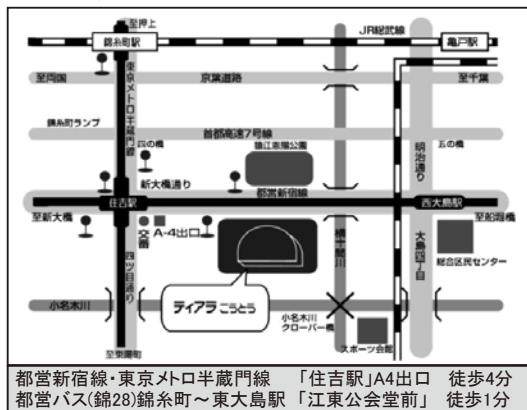 至押上
JR総武線
錦糸町駅
亀戸駅
至両国
京葉道路
至千葉
東京メトロ半蔵門線
錦糸町ランプ
四の橋
首都高速7号線
五の橋
猿江恩賜公園
明治通り
新大橋通り
都営新宿線
住吉駅
西大島駅
至新大橋
至船堀橋
交番
A-4出口
横十間川
大島四丁目
総合区民センター
四ツ目通り
ティアラこうとう
小名木川
小名木川
クローバー橋
スポーツ会館
至東陽町
都営新宿線・東京メトロ半蔵門線 「住吉駅」A4出口 徒歩4分
都営バス(錦28)錦糸町～東大島駅 「江東公会堂前」 徒歩1分